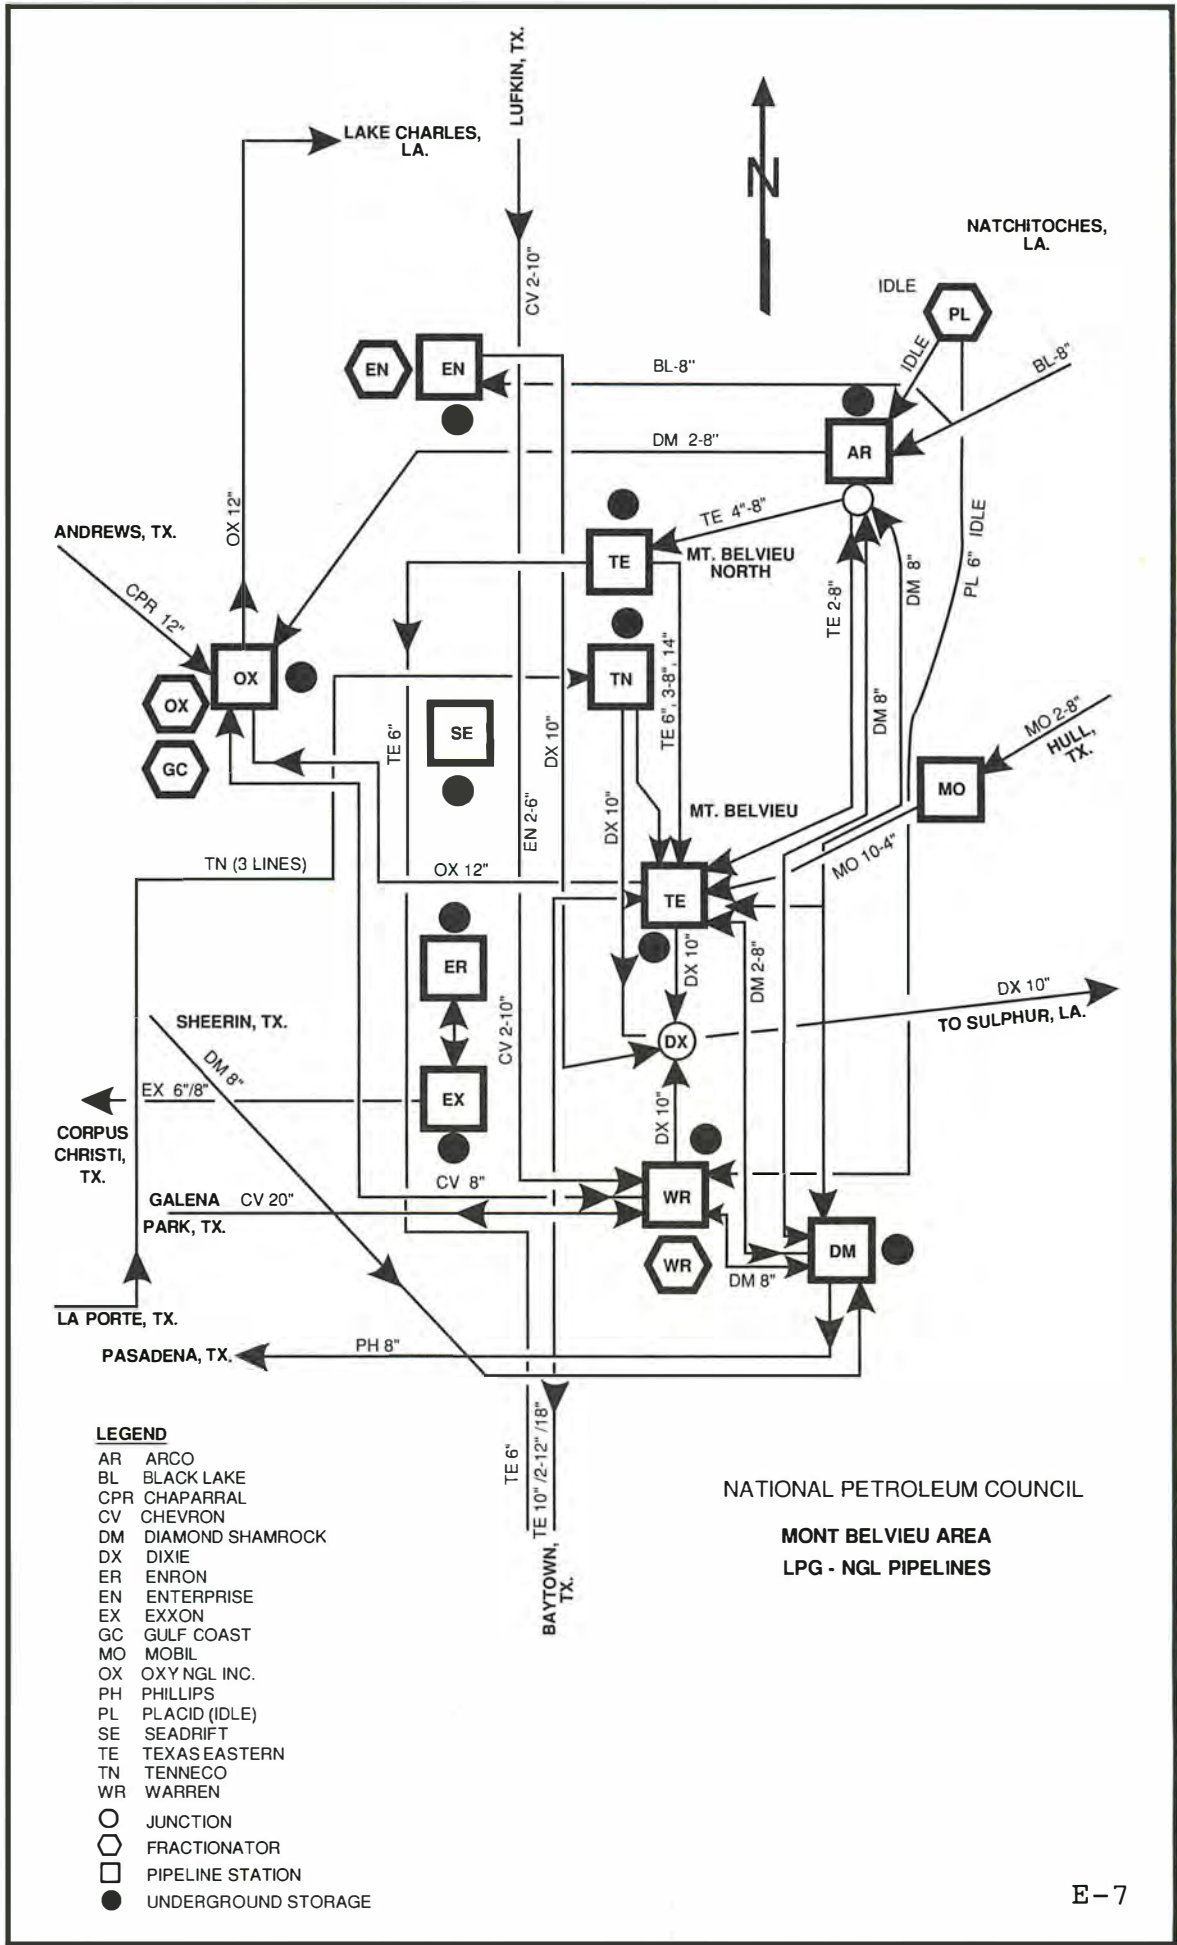 LUFKIN, TX.
LAKE CHARLES,
LA.
N
CV 2-10"
NATCHITOCHES,
LA.
IDLE
PL
IDLE
BL-8"
EN
EN
BL-8"
AR
DM 2-8"
OX 12"
ANDREWS, TX.
CPR 12"
TE 4"-8"
TE
MT. BELVIEU
NORTH
TE 2-8"
DM 8"
PL 6" IDLE
OX
OX
GC
TN
TE 6", 3-8", 14"
DM 8"
SE
TE 6"
DX 10"
MO 2-8"
HULL,
TX.
MO
EN 2-6"
DX 10"
MT. BELVIEU
TN (3 LINES)
OX 12"
MO 10-4"
TE
ER
DX 10"
DM 2-8"
DX 10"
TO SULPHUR, LA.
SHEERIN, TX.
DM 8"
CV 2-10"
DX
EX 6"/8"
EX
CORPUS
CHRISTI,
TX.
DX 10"
CV 8"
WR
GALENA CV 20"
PARK, TX.
WR
DM 8"
DM
LA PORTE, TX.
PASADENA, TX.
PH 8"
TE 6"
TE 10" /2-12" /18"
BAYTOWN,
TX.
LEGEND
AR ARCO
BL BLACK LAKE
CPR CHAPARRAL
CV CHEVRON
DM DIAMOND SHAMROCK
DX DIXIE
ER ENRON
EN ENTERPRISE
EX EXXON
GC GULF COAST
MO MOBIL
OX OXY NGL INC.
PH PHILLIPS
PL PLACID (IDLE)
SE SEADRIFT
TE TEXAS EASTERN
TN TENNECO
WR WARREN
JUNCTION
FRACTIONATOR
PIPELINE STATION
UNDERGROUND STORAGE
NATIONAL PETROLEUM COUNCIL
MONT BELVIEU AREA
LPG - NGL PIPELINES
E-7